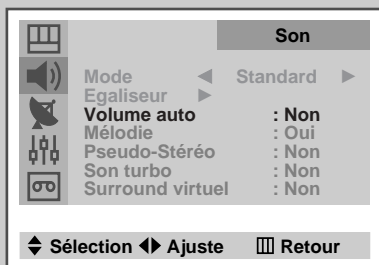 Son
Mode Standard
Egaliseur
Volume auto : Non
Mélodie : Oui
Pseudo-Stéréo : Non
Son turbo : Non
Surround virtuel : Non
Sélection Ajuste Retour